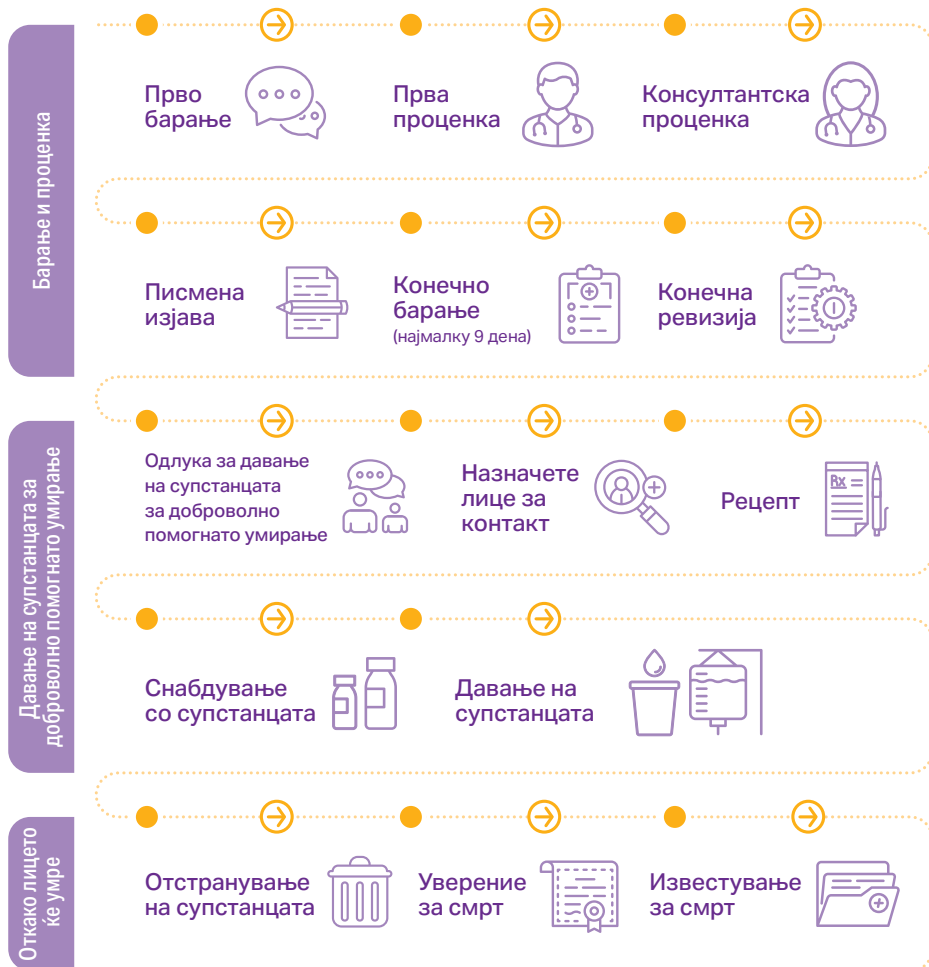 Барање и проценка
Прво
барање
Прва
проценка
Консултантска
проценка
Писмена
изјава
Конечно
барање
(најмалку 9 дена)
Конечна
ревизија
Давање на супстанцата за
доброволно помогнато умирање
Одлука за давање
на супстанцата
за доброволно
помогнато умирање
Назначете
лице за
контакт
Рецепт
Rx
Снабдување
со супстанцата
Давање на
супстанцата
Откако лицето
ќе умре
Отстранување
на супстанцата
Уверение
за смрт
Известување
за смрт